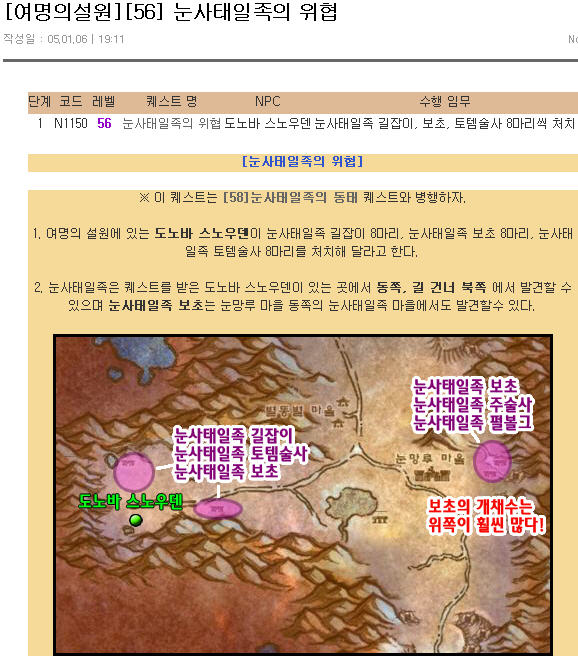 [여명의설원][56] 눈사태일족의 위협
작성일 : 05.01.06 | 19:11
No
단계 코드 레벨 퀘스트 명 NPC 수행 임무
1 N1150 56 눈사태일족의 위협 도노바 스노우덴 눈사태일족 길잡이, 보초, 토템술사 8마리씩 처치
[눈사태일족의 위협]
※ 이 퀘스트는 [58]눈사태일족의 동태 퀘스트와 병행하자.
1. 여명의 설원에 있는 도노바 스노우덴이 눈사태일족 길잡이 8마리, 눈사태일족 보초 8마리, 눈사태
일족 토템술사 8마리를 처치해 달라고 한다.
2. 눈사태일족은 퀘스트를 받은 도노바 스노우덴이 있는 곳에서 동쪽, 길 건너 북쪽 에서 발견할 수
있으며 눈사태일족 보초는 눈망루 마을 동쪽의 눈사태일족 마을에서도 발견할수 있다.
눈사태일족 보초
눈사태일족 주술사
눈사태일족 펄볼그
별똥별 마을
눈사태일족 길잡이
눈사태일족 토템술사
눈사태일족 보초
눈망루 마을
도노바 스노우덴
보초의 개채수는
위쪽이 훨씬 많다!